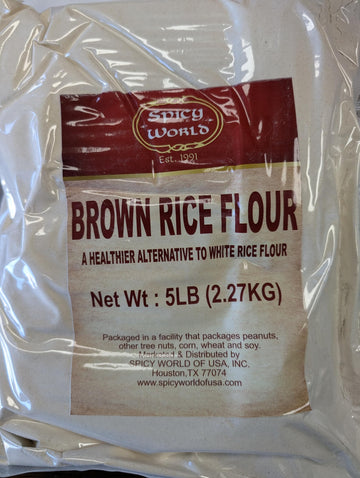 SPICY
WORLD
Est. 1991
BROWN RICE FLOUR
A HEALTHIER ALTERNATIVE TO WHITE RICE FLOUR
Net Wt : 5LB (2.27KG)
Packaged in a facility that packages peanuts,
other tree nuts, corn, wheat and soy.
Marketed & Distributed by
SPICY WORLD OF USA, INC.
Houston,TX 77074
www.spicyworldofusa.com